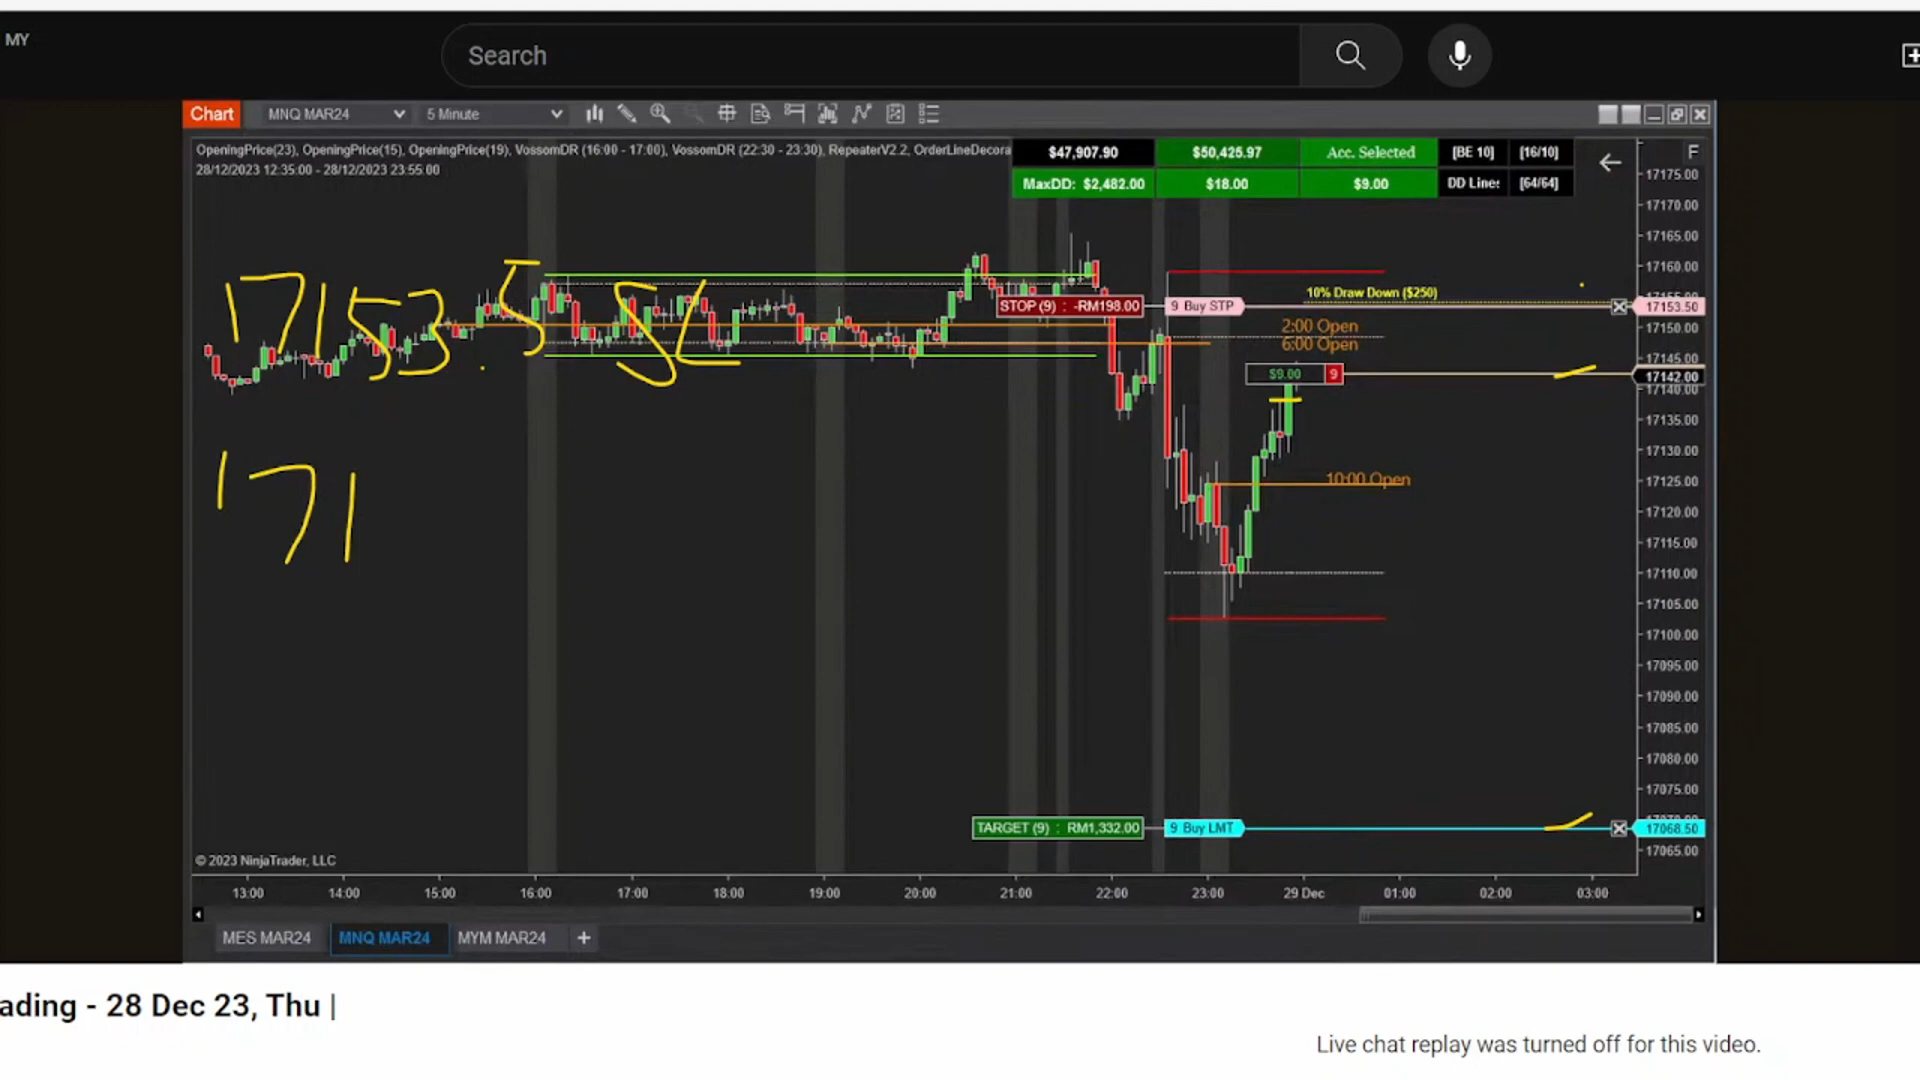 MY
Search
Chart MNQ MAR24 5 Minute
OpeningPrice(23), OpeningPrice(15), OpeningPrice(19), VossomDR (16:00 - 17:00), VossomDR (22:30 - 23:30), RepeaterV2.2, OrderLineDecora
28/12/2023 12:35:00 - 28/12/2023 23:55:00
$47,907.90 $50,425.97 Acc. Selected [BE 10] [16/10]
MaxDD: $2,482.00 $18.00 $9.00 DD Line: [64/64]
F
17175.00
17170.00
17165.00
17160.00
10% Draw Down ($250)
STOP (9) : -RM198.00 9 Buy STP 17153.50
17153.5 SL
2:00 Open
17150.00
6:00 Open
17145.00
$9.00 9 17142.00
17140.00
17135.00
17130.00
10:00 Open
17125.00
171
17120.00
17115.00
17110.00
17105.00
17100.00
17095.00
17090.00
17085.00
17080.00
17075.00
TARGET (9) : RM1,332.00 9 Buy LMT 17068.50
17065.00
© 2023 NinjaTrader, LLC
13:00 14:00 15:00 16:00 17:00 18:00 19:00 20:00 21:00 22:00 23:00 29 Dec 01:00 02:00 03:00
MES MAR24 MNQ MAR24 MYM MAR24 +
ading - 28 Dec 23, Thu |
Live chat replay was turned off for this video.